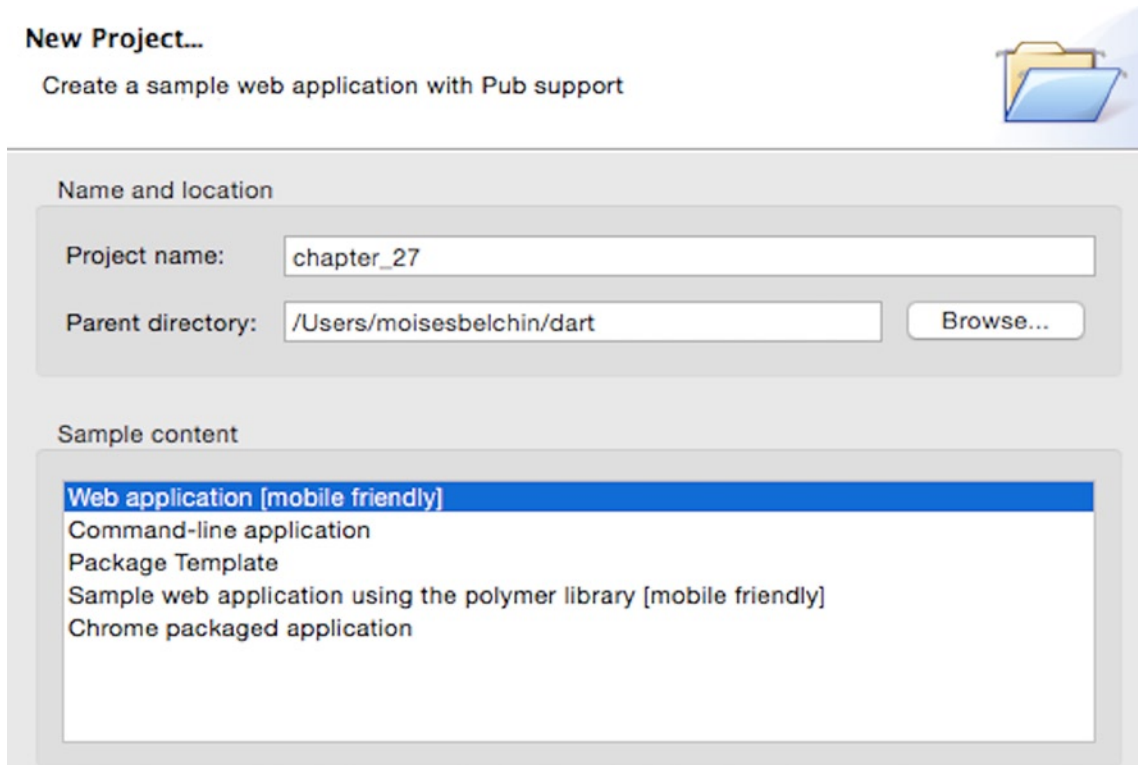 New Project...
Create a sample web application with Pub support
Name and location
Project name: chapter_27
Parent directory: /Users/moisesbelchin/dart Browse...
Sample content
Web application [mobile friendly]
Command-line application
Package Template
Sample web application using the polymer library [mobile friendly]
Chrome packaged application